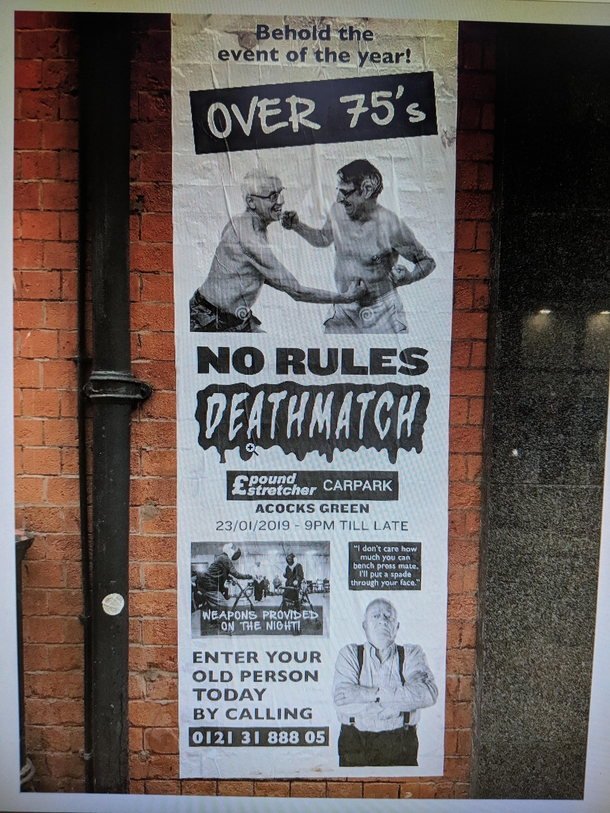 Behold the
event of the year!
OVER 75's
NO RULES
DEATHMATCH
£pound
stretcher CARPARK
ACOCKS GREEN
23/01/2019 - 9PM TILL LATE
WEAPONS PROVIDED
ON THE NIGHT!
"I don't care how
much you can
bench press mate.
I'll put a spade
through your face."
ENTER YOUR
OLD PERSON
TODAY
BY CALLING
0121 31 888 05